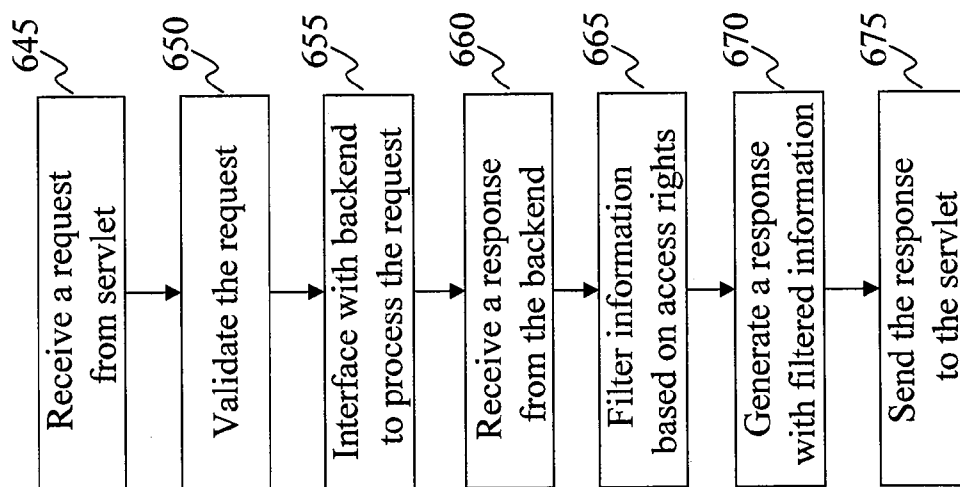 645
Receive a request
from servlet
650
Validate the request
655
Interface with backend
to process the request
660
Receive a response
from the backend
665
Filter information
based on access rights
670
Generate a response
with filtered information
675
Send the response
to the servlet